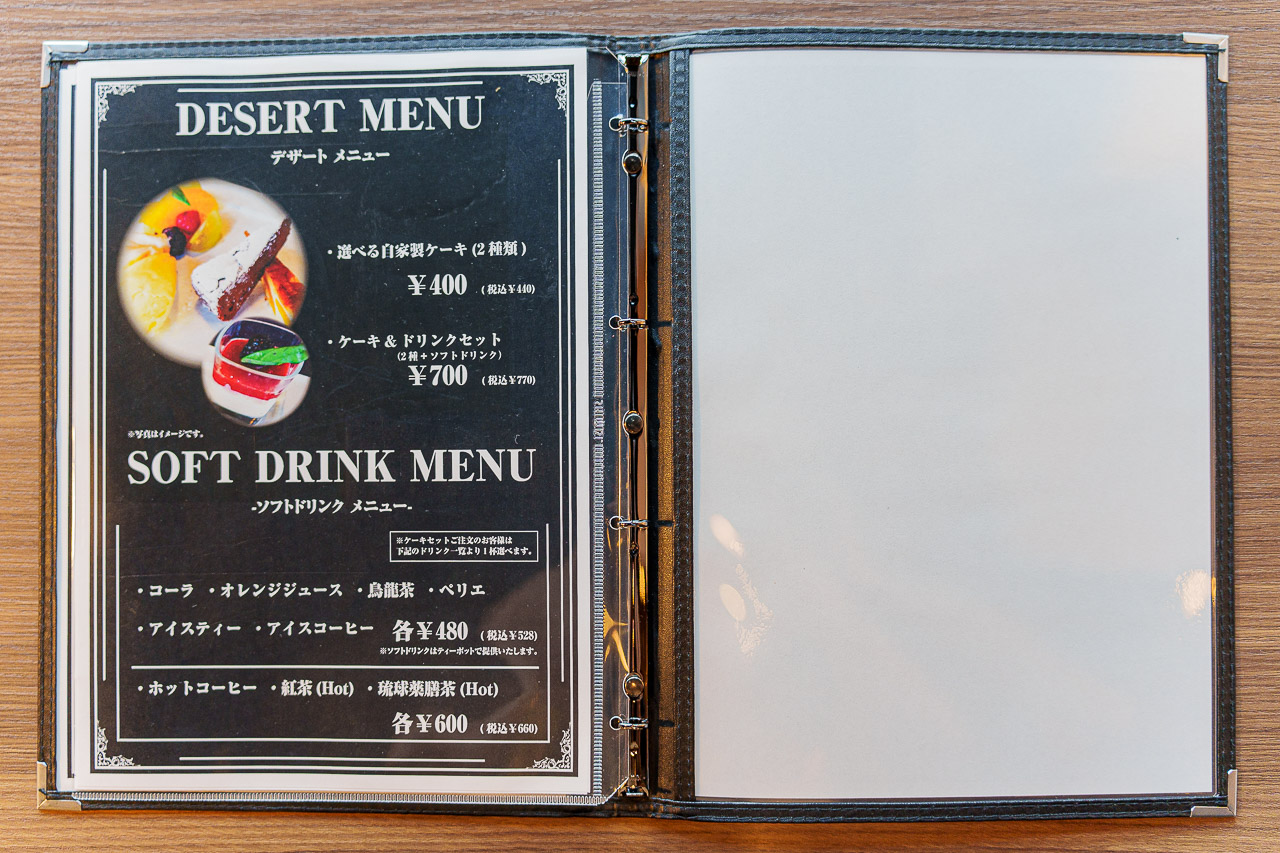 DESERT MENU
デザート メニュー
・選べる自家製ケーキ (2 種類 )
¥400 ( 税込 ¥440)
・ケーキ & ドリンクセット
(2 種 + ソフトドリンク)
¥700 ( 税込 ¥770)
※写真はイメージです。
SOFT DRINK MENU
-ソフトドリンク メニュー-
※ケーキセットご注文のお客様は
下記のドリンク一覧より 1 杯選べます。
・コーラ ・オレンジジュース ・烏龍茶 ・ペリエ
・アイスティー ・アイスコーヒー 各 ¥480 ( 税込 ¥528)
※ソフトドリンクはティーポットで提供いたします。
・ホットコーヒー ・紅茶 (Hot) ・琉球薬膳茶 (Hot)
各 ¥600 ( 税込 ¥660)